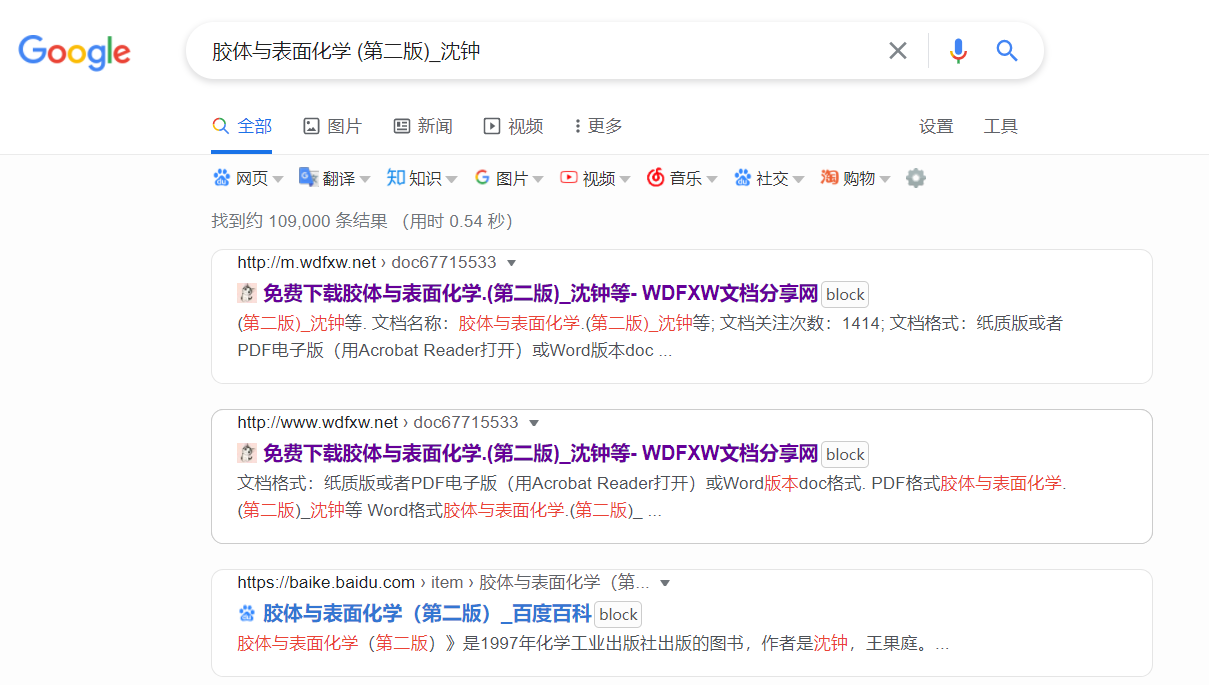 Google
胶体与表面化学 (第二版)_沈钟
全部 图片 新闻 视频 更多 设置 工具
网页 翻译 知识 图片 视频 音乐 社交 购物
找到约 109,000 条结果 （用时 0.54 秒）
http://m.wdfxw.net › doc67715533
免费下载胶体与表面化学.(第二版)_沈钟等- WDFXW文档分享网 block
(第二版)_沈钟等. 文档名称：胶体与表面化学.(第二版)_沈钟等; 文档关注次数：1414; 文档格式：纸质版或者
PDF电子版（用Acrobat Reader打开）或Word版本doc ...
http://www.wdfxw.net › doc67715533
免费下载胶体与表面化学.(第二版)_沈钟等- WDFXW文档分享网 block
文档格式：纸质版或者PDF电子版（用Acrobat Reader打开）或Word版本doc格式. PDF格式胶体与表面化学.
(第二版)_沈钟等 Word格式胶体与表面化学.(第二版)_ ...
https://baike.baidu.com › item › 胶体与表面化学（第...
胶体与表面化学（第二版）_百度百科 block
胶体与表面化学（第二版）》是1997年化学工业出版社出版的图书，作者是沈钟，王果庭。...